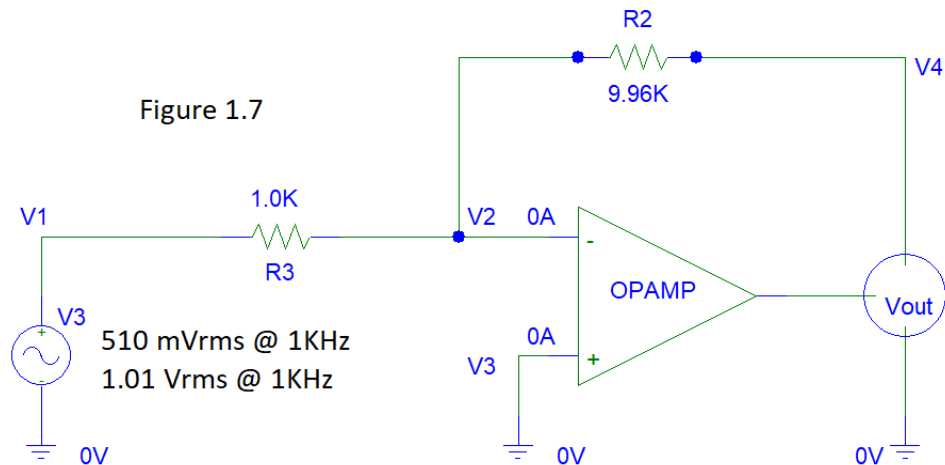 R2
V4
9.96K
Figure 1.7
1.0K
V1
V2
0A
-
R3
OPAMP
Vout
V3
+
510 mVrms @ 1KHz
0A
V3
+
1.01 Vrms @ 1KHz
-
0V
0V
0V